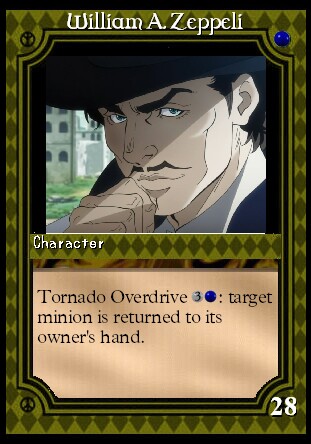 William A. Zeppeli
Character
Tornado Overdrive 3: target
minion is returned to its
owner's hand.
28